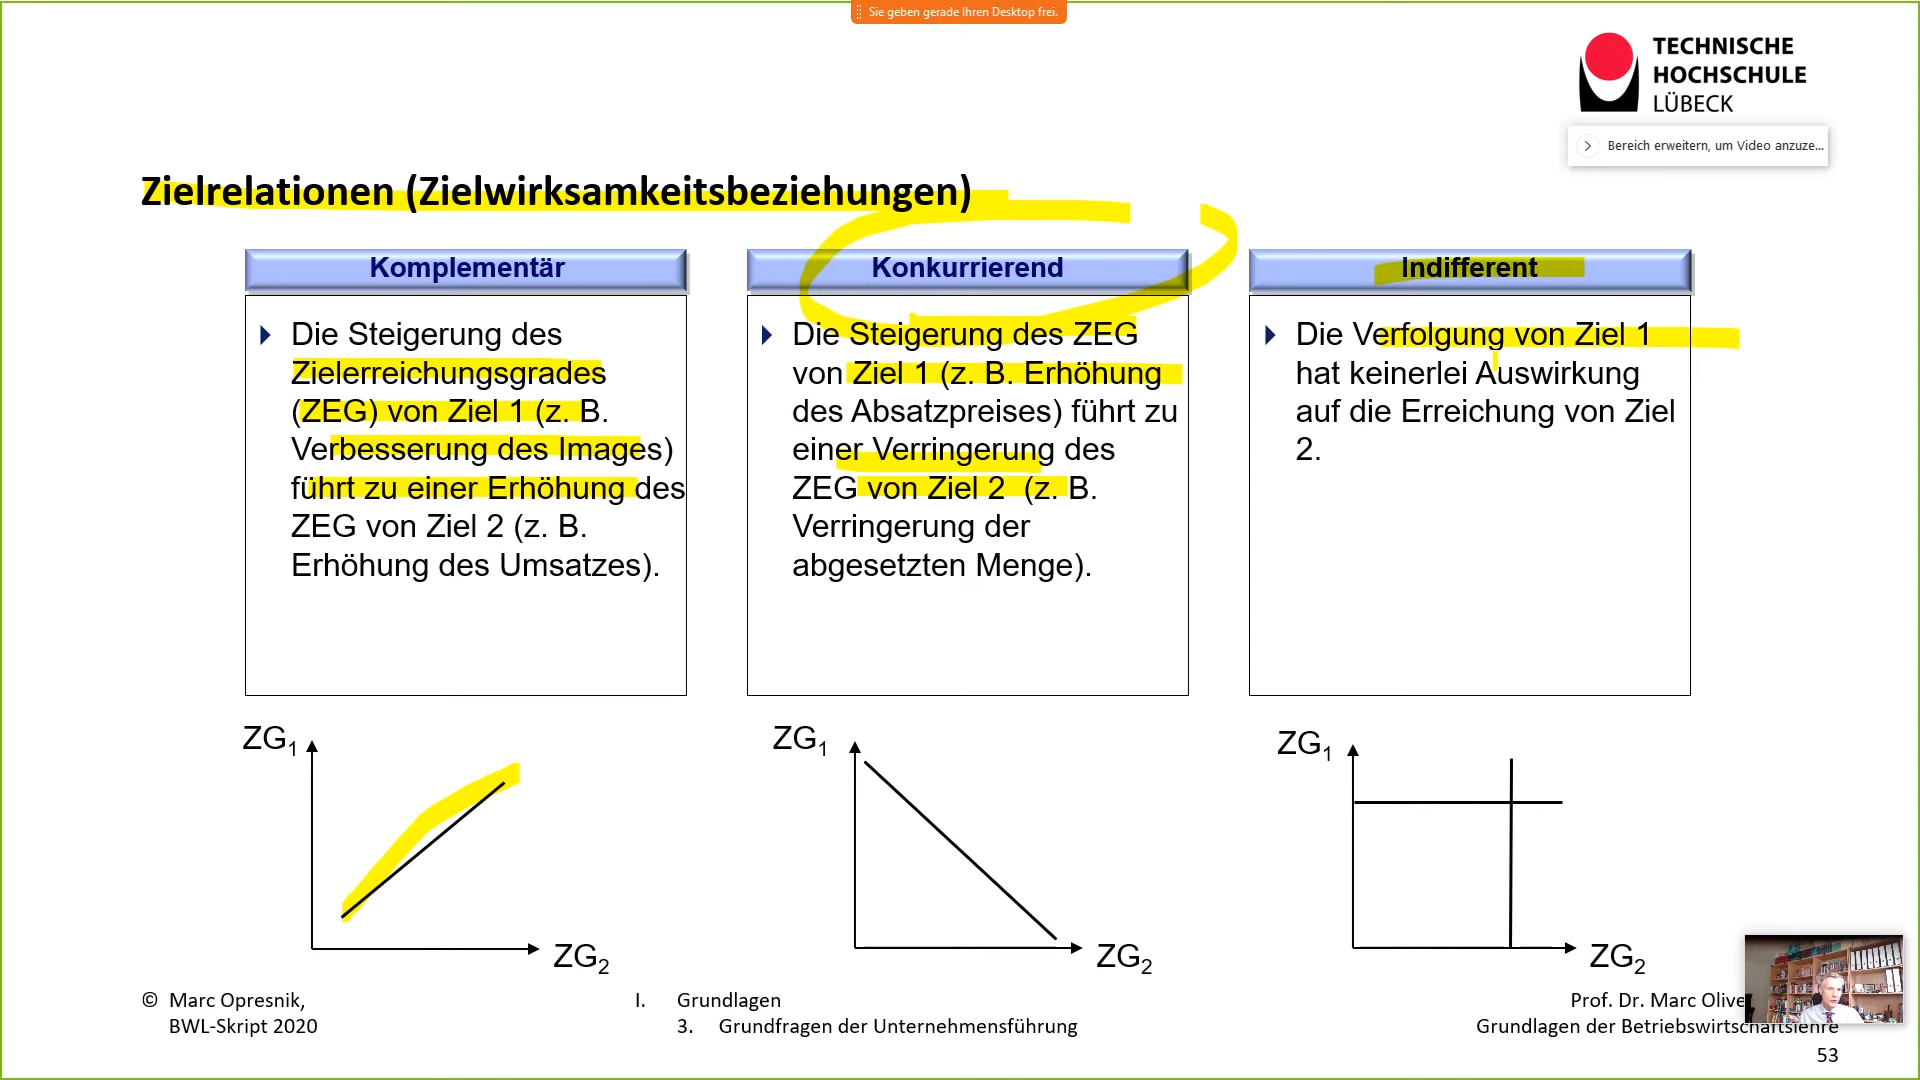 Sie geben gerade Ihren Desktop frei.
TECHNISCHE
HOCHSCHULE
LÜBECK
Bereich erweitern, um Video anzuze...
Zielrelationen (Zielwirksamkeitsbeziehungen)
Komplementär
Die Steigerung des
Zielerreichungsgrades
(ZEG) von Ziel 1 (z. B.
Verbesserung des Images)
führt zu einer Erhöhung des
ZEG von Ziel 2 (z. B.
Erhöhung des Umsatzes).
Konkurrierend
Die Steigerung des ZEG
von Ziel 1 (z. B. Erhöhung
des Absatzpreises) führt zu
einer Verringerung des
ZEG von Ziel 2 (z. B.
Verringerung der
abgesetzten Menge).
Indifferent
Die Verfolgung von Ziel 1
hat keinerlei Auswirkung
auf die Erreichung von Ziel
2.
ZG1
ZG2
ZG1
ZG2
ZG1
ZG2
© Marc Opresnik,
BWL-Skript 2020
I. Grundlagen
3. Grundfragen der Unternehmensführung
Prof. Dr. Marc Olive
Grundlagen der Betriebswirtschaftslehre
53